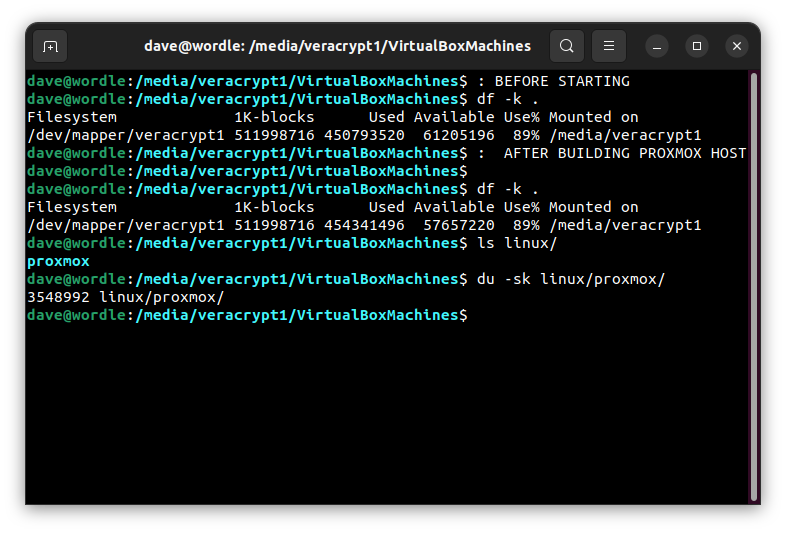 dave@wordle: /media/veracrypt1/VirtualBoxMachines
dave@wordle:/media/veracrypt1/VirtualBoxMachines$ : BEFORE STARTING
dave@wordle:/media/veracrypt1/VirtualBoxMachines$ df -k .
Filesystem             1K-blocks      Used Available Use% Mounted on
/dev/mapper/veracrypt1 511998716 450793520  61205196  89% /media/veracrypt1
dave@wordle:/media/veracrypt1/VirtualBoxMachines$ :  AFTER BUILDING PROXMOX HOST
dave@wordle:/media/veracrypt1/VirtualBoxMachines$
dave@wordle:/media/veracrypt1/VirtualBoxMachines$ df -k .
Filesystem             1K-blocks      Used Available Use% Mounted on
/dev/mapper/veracrypt1 511998716 454341496  57657220  89% /media/veracrypt1
dave@wordle:/media/veracrypt1/VirtualBoxMachines$ ls linux/
proxmox
dave@wordle:/media/veracrypt1/VirtualBoxMachines$ du -sk linux/proxmox/
3548992 linux/proxmox/
dave@wordle:/media/veracrypt1/VirtualBoxMachines$